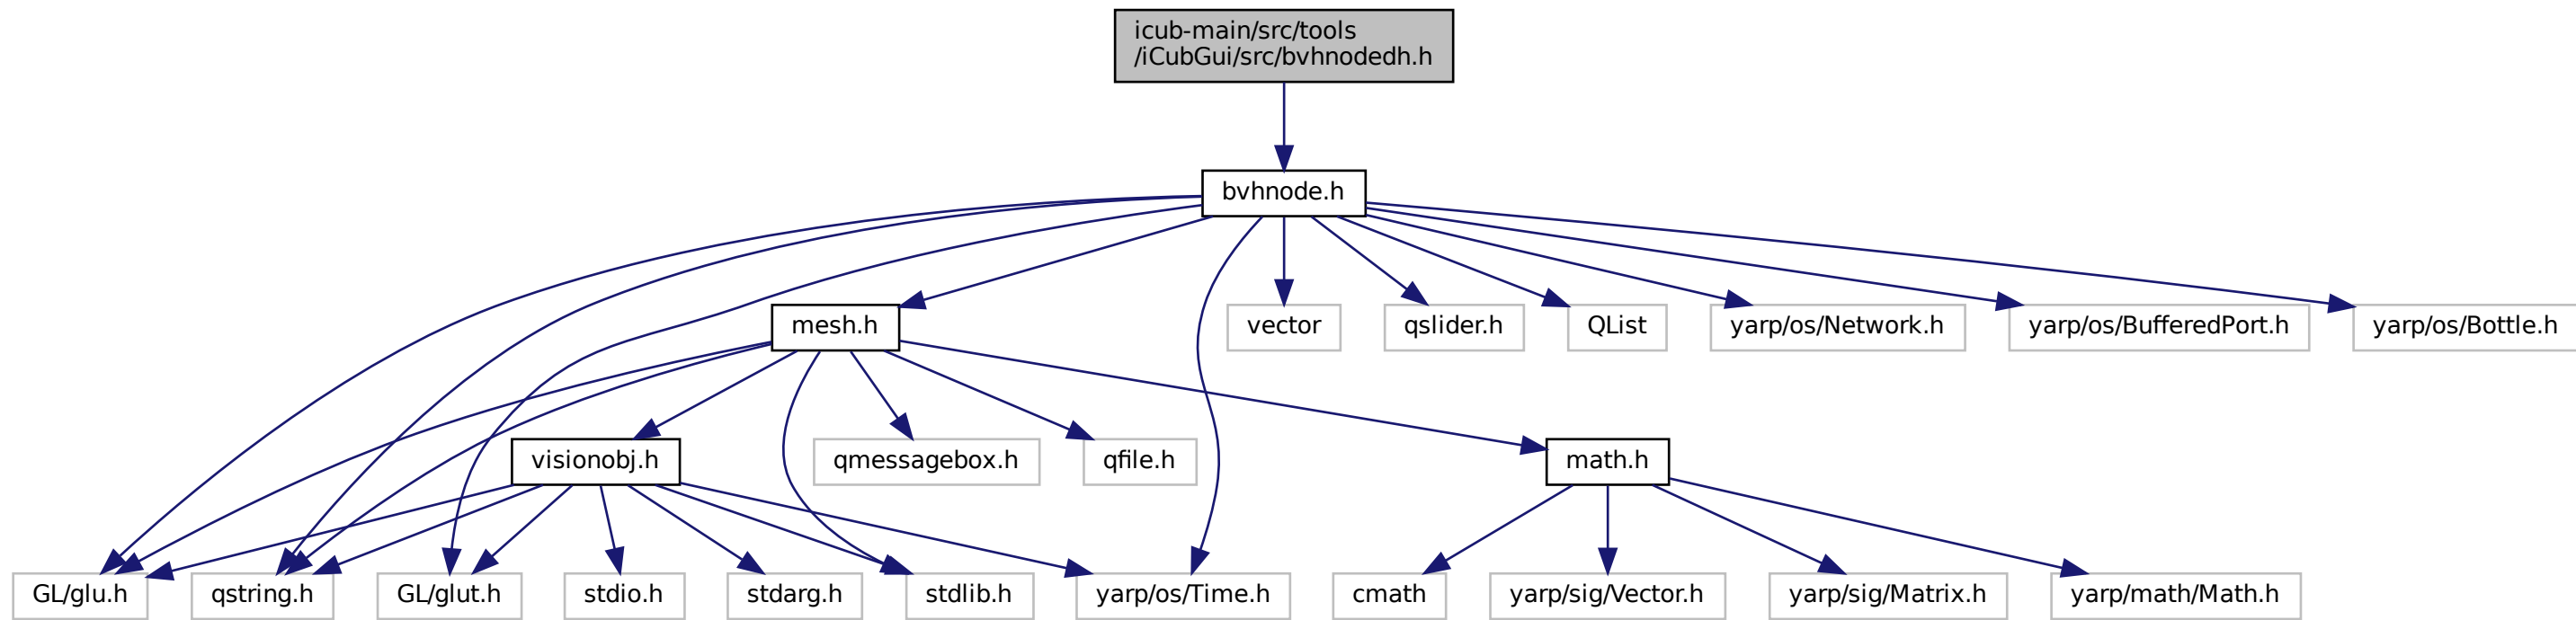 icub-main/src/tools
/iCubGui/src/bvhnodedh.h
bvhnode.h
mesh.h
vector
qslider.h
QList
yarp/os/Network.h
yarp/os/BufferedPort.h
yarp/os/Bottle.h
visionobj.h
qmessagebox.h
qfile.h
math.h
GL/glu.h
qstring.h
GL/glut.h
stdio.h
stdarg.h
stdlib.h
yarp/os/Time.h
cmath
yarp/sig/Vector.h
yarp/sig/Matrix.h
yarp/math/Math.h